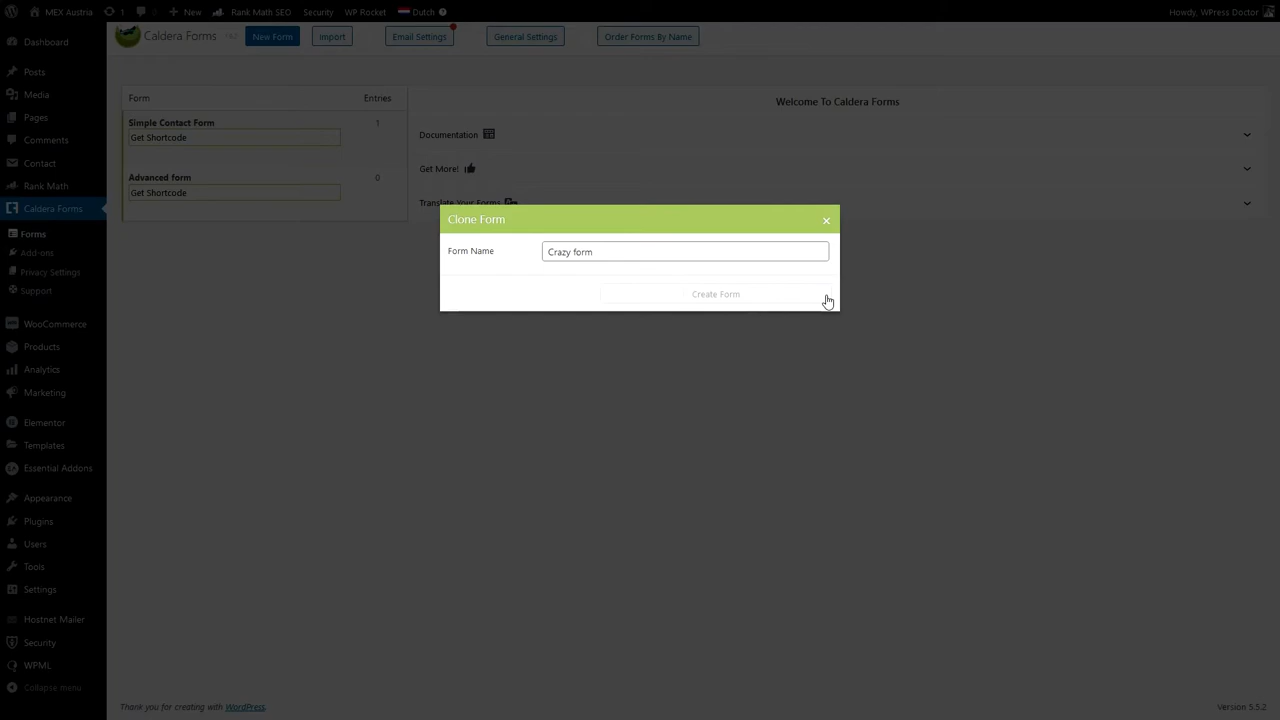 MEX Austria
1
0
New
Rank Math SEO
Security
WP Rocket
Dutch
Howdy, WPress Doctor
Dashboard
Posts
Media
Pages
Comments
Contact
Rank Math
Caldera Forms
Forms
Add-ons
Privacy Settings
Support
WooCommerce
Products
Analytics
Marketing
Elementor
Templates
Essential Addons
Appearance
Plugins
Users
Tools
Settings
Hostnet Mailer
Security
WPML
Collapse menu
Caldera Forms
New Form
Import
Email Settings
General Settings
Order Forms By Name
Form Entries
Simple Contact Form 1
Get Shortcode
Advanced form 0
Get Shortcode
Welcome To Caldera Forms
Documentation
Get More!
Translate Your Forms
Clone Form
×
Form Name
Crazy form
Create Form
Thank you for creating with WordPress.
Version 5.5.2